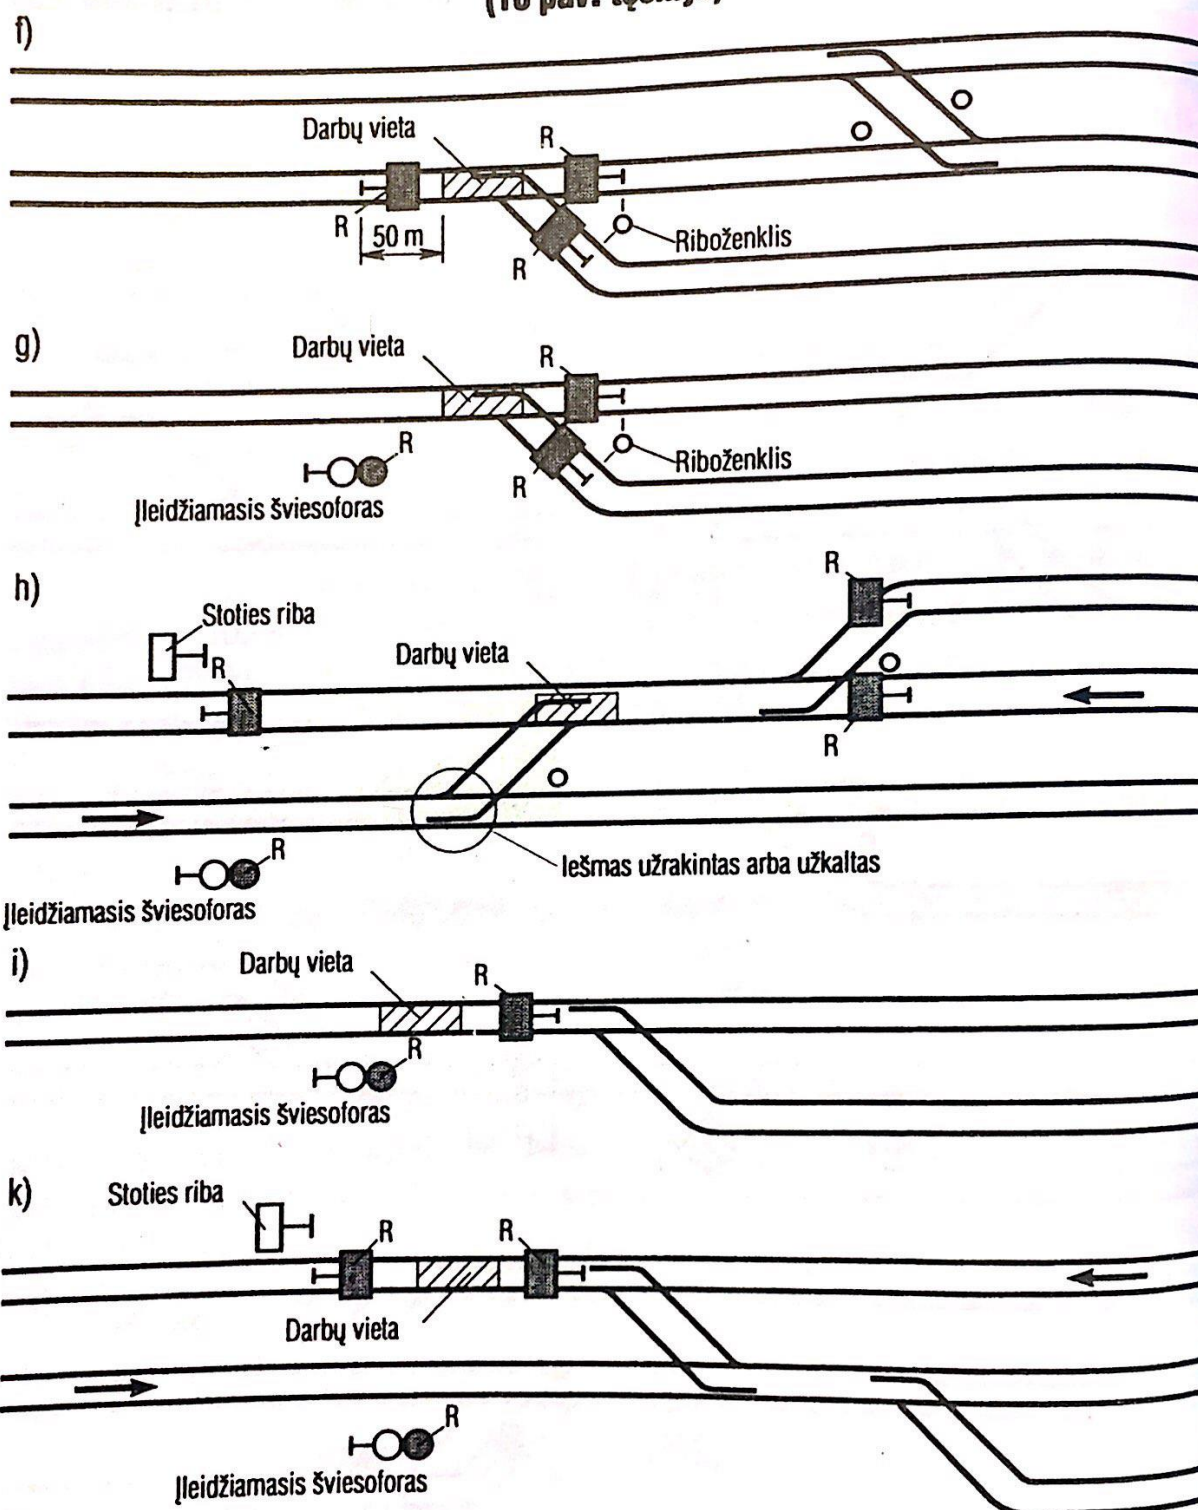 f)
Darbų vieta
R
R
50 m
R
Riboženklis
g)
Darbų vieta
R
R
R
Riboženklis
Įleidžiamasis šviesoforas
h)
R
Stoties riba
R
Darbų vieta
R
R
Iešmas užrakintas arba užkaltas
Įleidžiamasis šviesoforas
i)
Darbų vieta
R
R
Įleidžiamasis šviesoforas
k)
Stoties riba
R
R
Darbų vieta
R
Įleidžiamasis šviesoforas